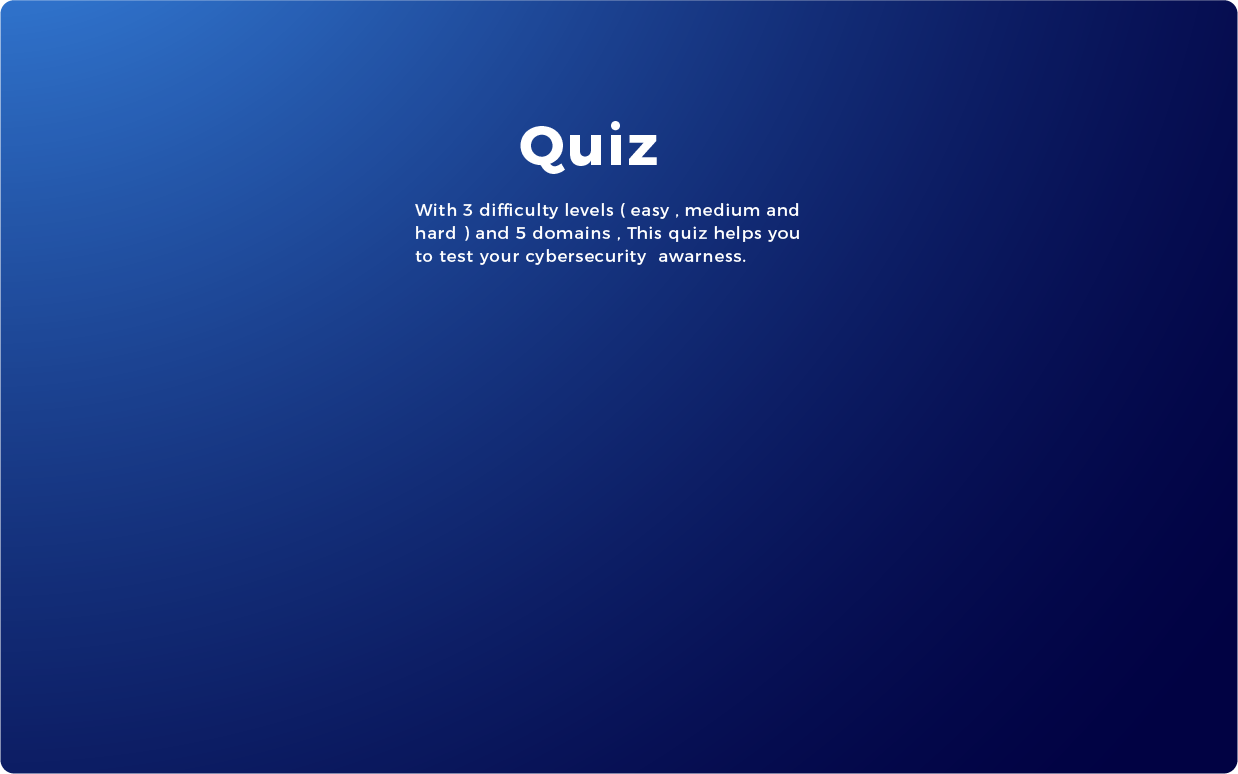 Quiz
With 3 difficulty levels ( easy , medium and
hard  ) and 5 domains , This quiz helps you
to test your cybersecurity  awarness.